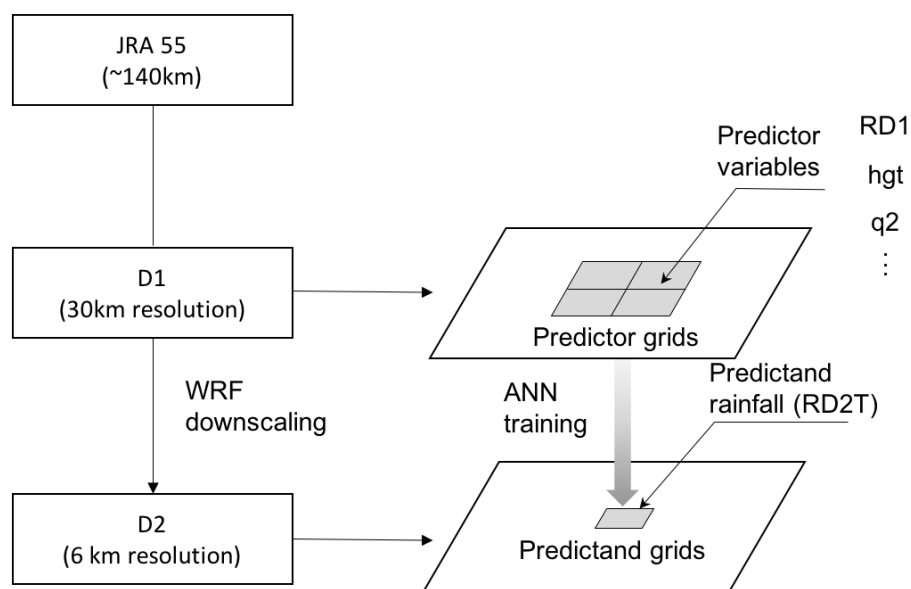 JRA 55
(~140km)
Predictor
variables
RD1
hgt
q2
⋮
D1
(30km resolution)
Predictor grids
WRF
downscaling
ANN
training
Predictand
rainfall (RD2T)
D2
(6 km resolution)
Predictand grids